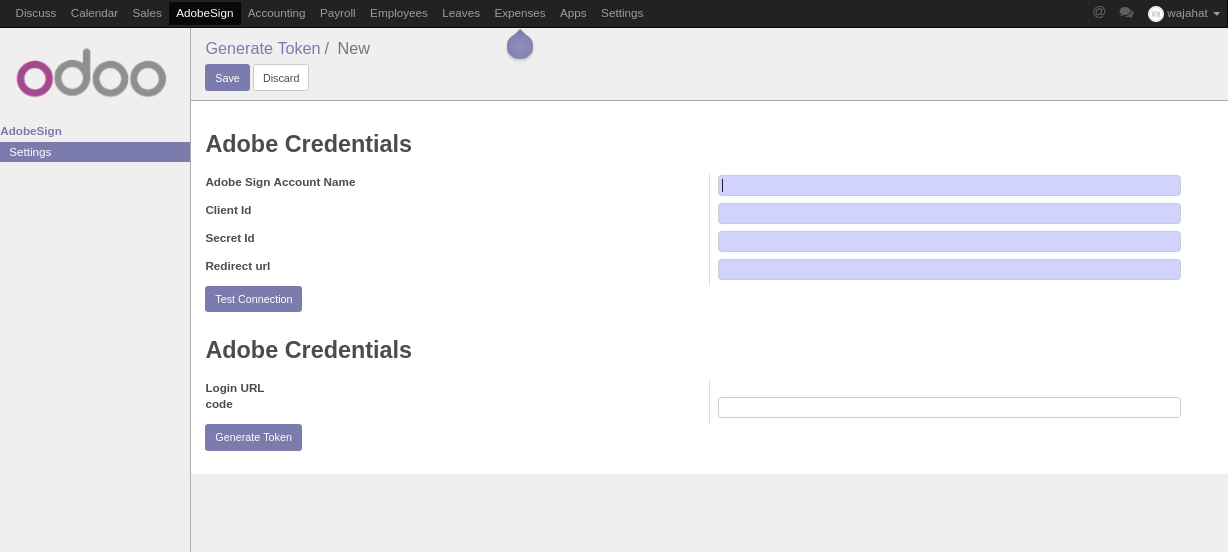 Discuss Calendar Sales AdobeSign Accounting Payroll Employees Leaves Expenses Apps Settings @ wajahat
odoo
Generate Token / New
Save Discard
AdobeSign
Settings
Adobe Credentials
Adobe Sign Account Name
Client Id
Secret Id
Redirect url
Test Connection
Adobe Credentials
Login URL
code
Generate Token